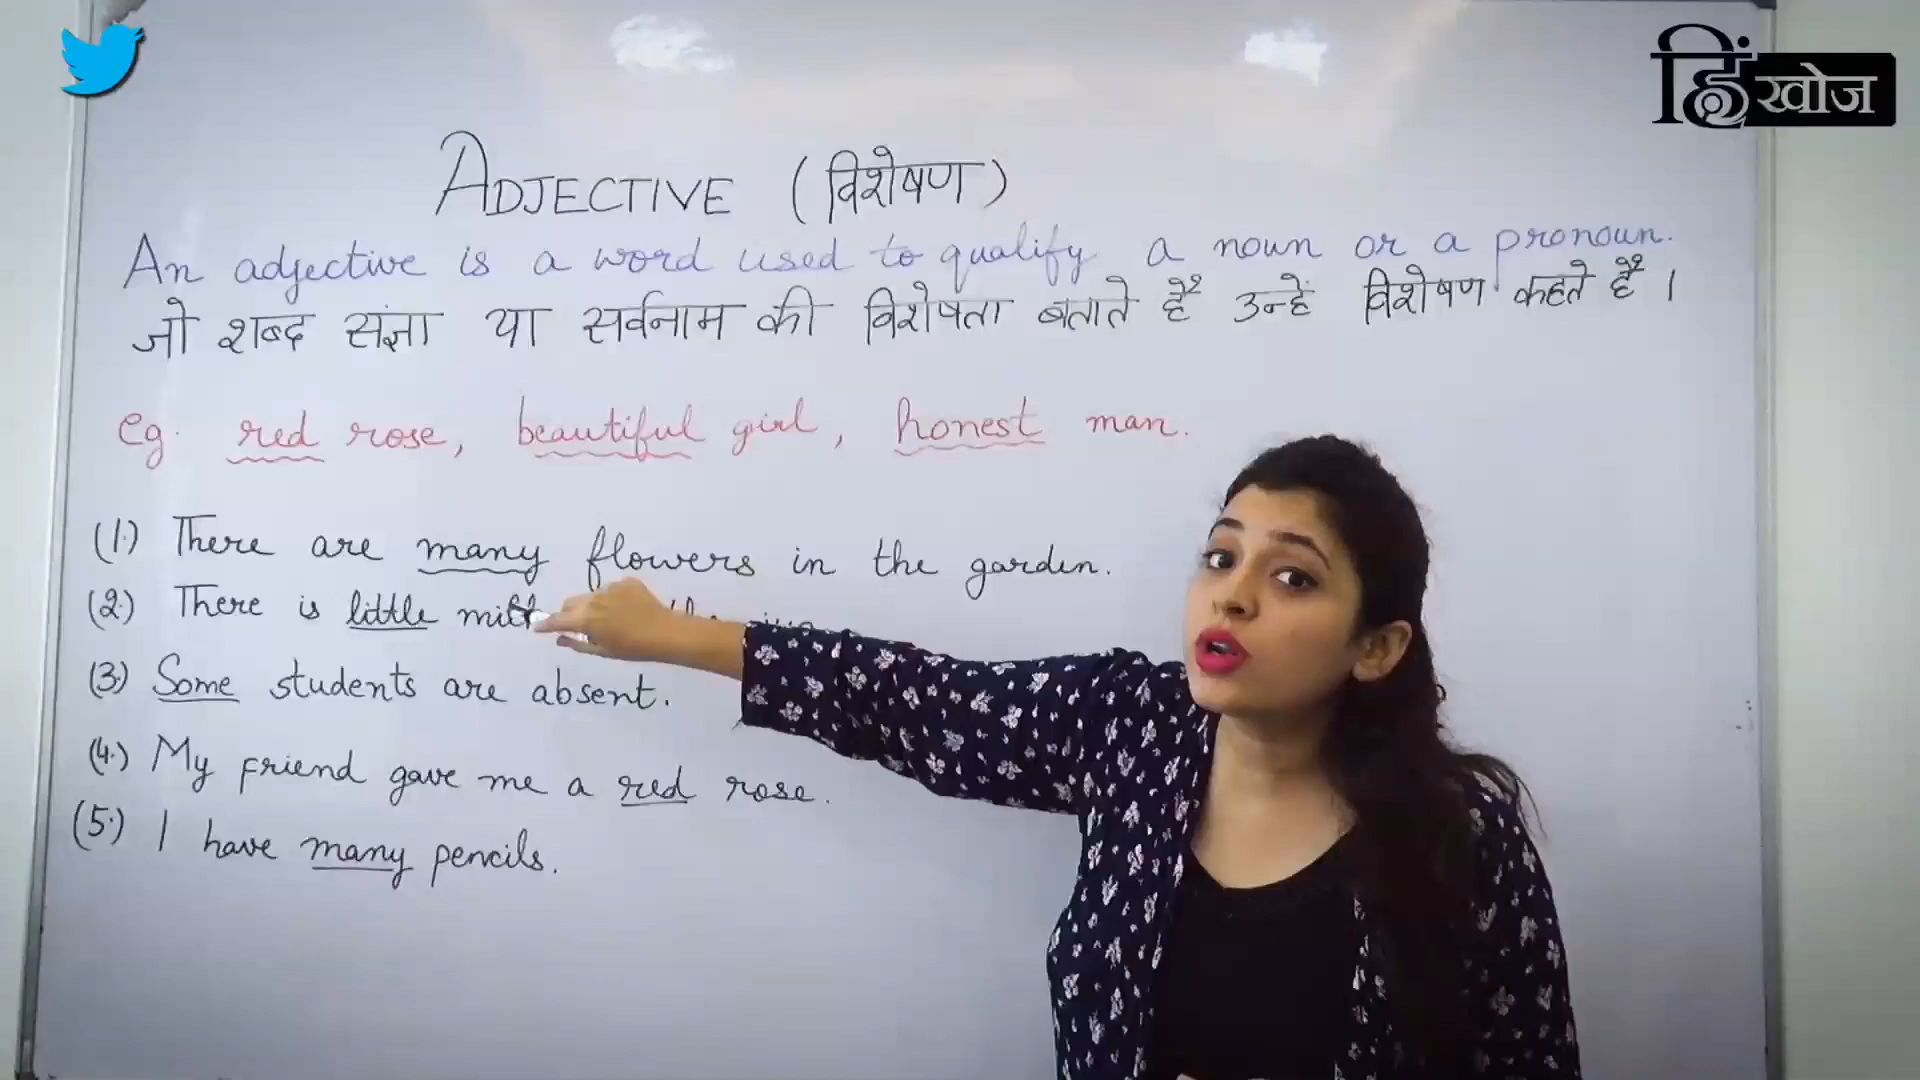 हिंखोज
ADJECTIVE (विशेषण)
An adjective is a word used to qualify a noun or a pronoun.
जो शब्द संज्ञा या सर्वनाम की विशेषता बताते हैं उन्हें विशेषण कहते हैं।
eg. red rose, beautiful girl, honest man.
(1.) There are many flowers in the garden.
(2.) There is little milk
(3.) Some students are absent.
(4.) My friend gave me a red rose.
(5.) I have many pencils.